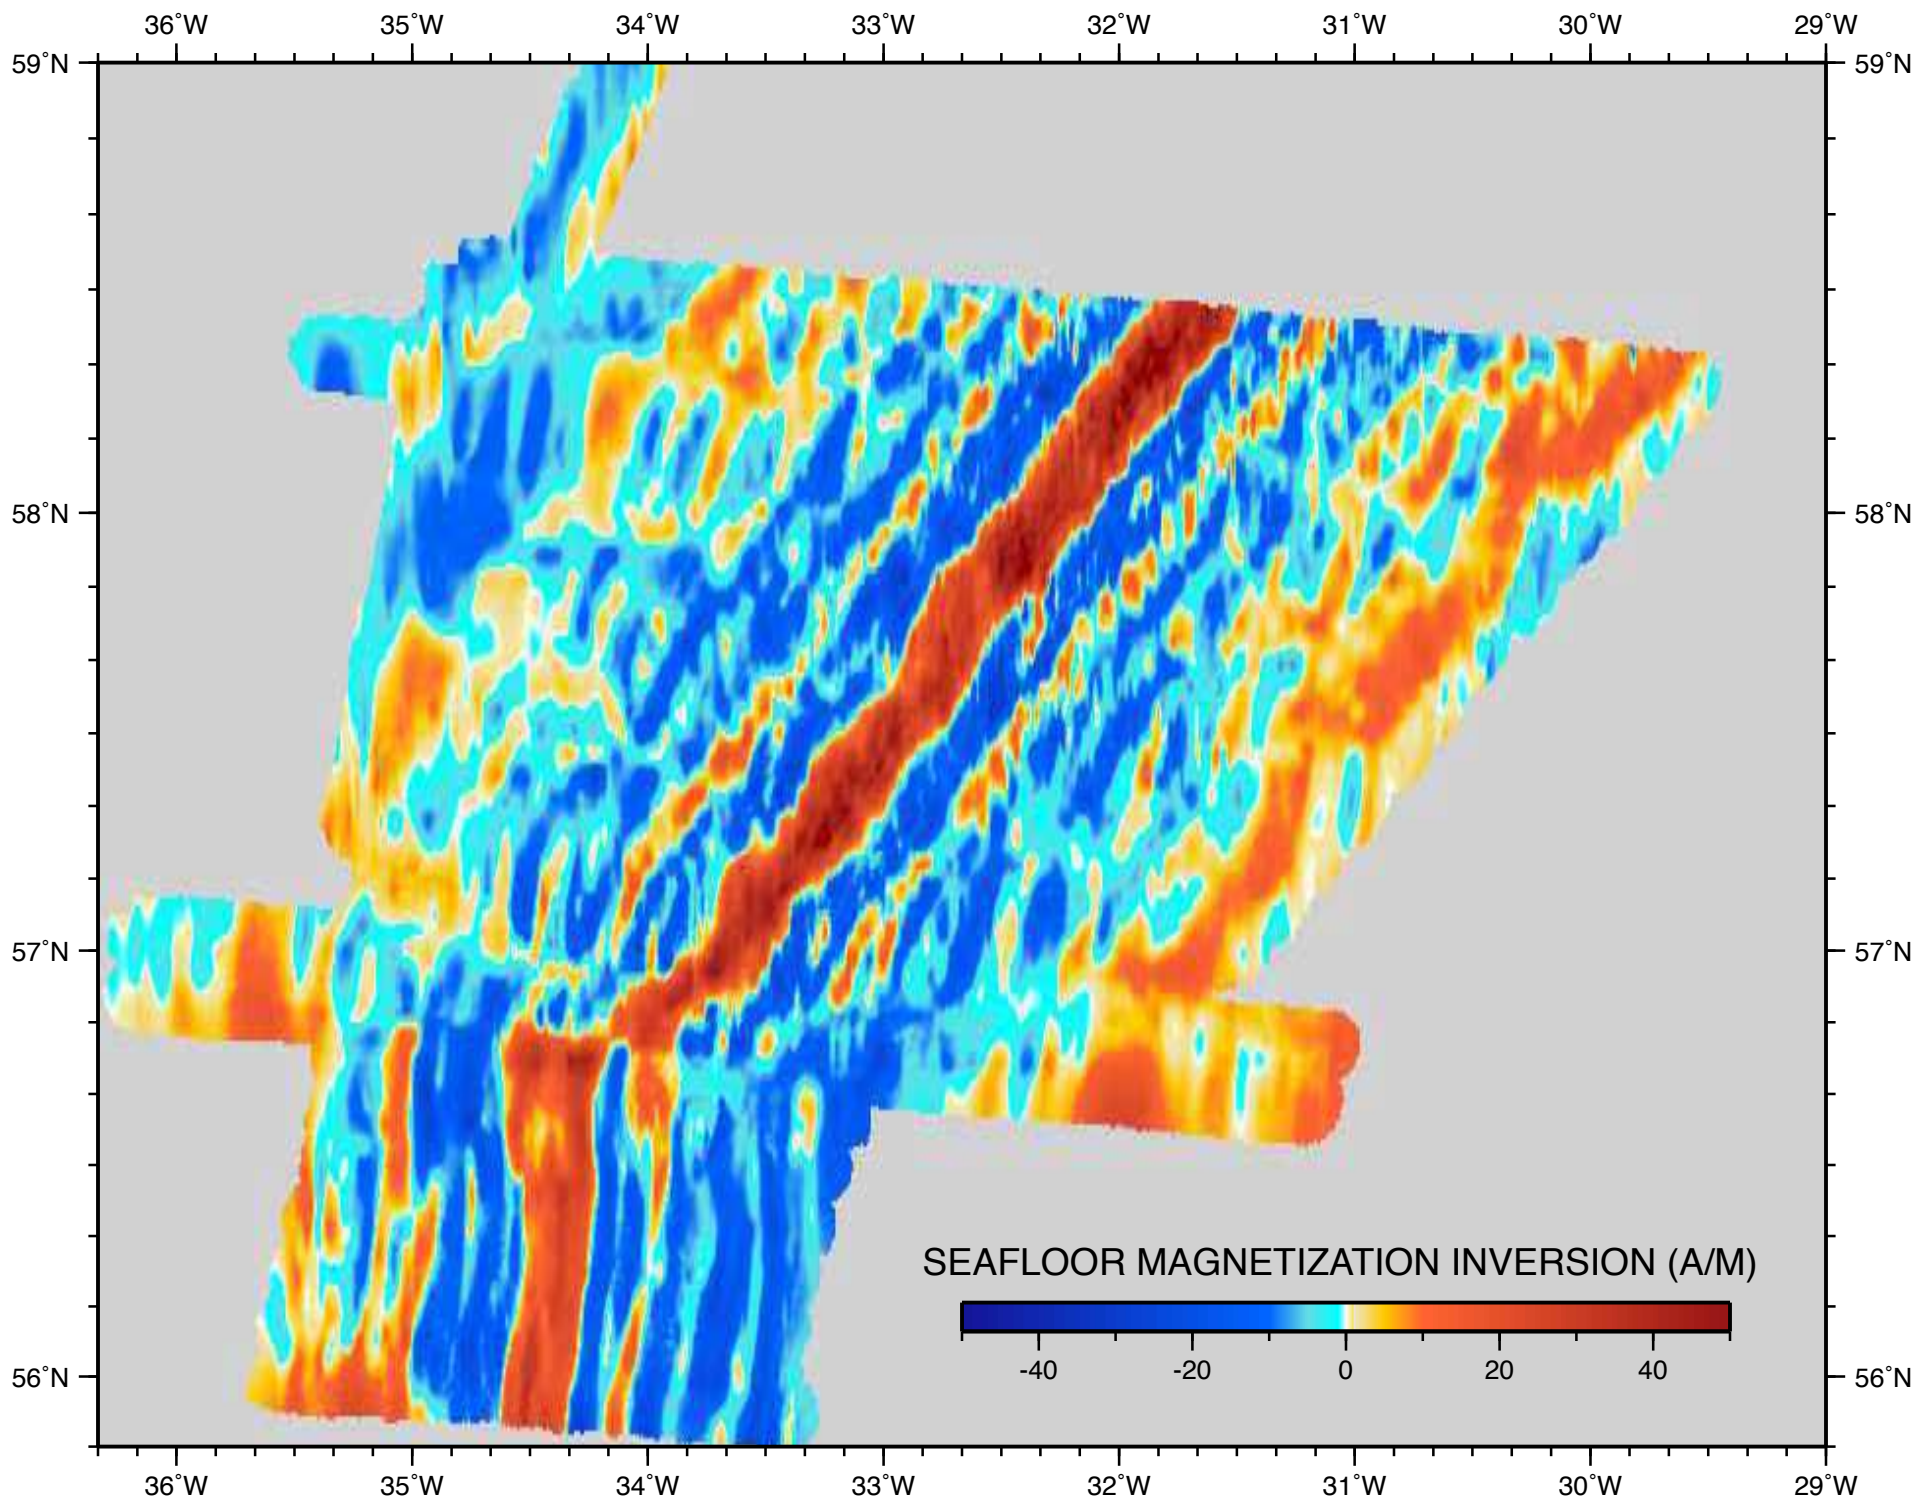 36˚W 35˚W 34˚W 33˚W 32˚W 31˚W 30˚W 29˚W
59˚N 59˚N
58˚N 58˚N
57˚N 57˚N
SEAFLOOR MAGNETIZATION INVERSION (A/M)
-40 -20 0 20 40
56˚N 56˚N
36˚W 35˚W 34˚W 33˚W 32˚W 31˚W 30˚W 29˚W